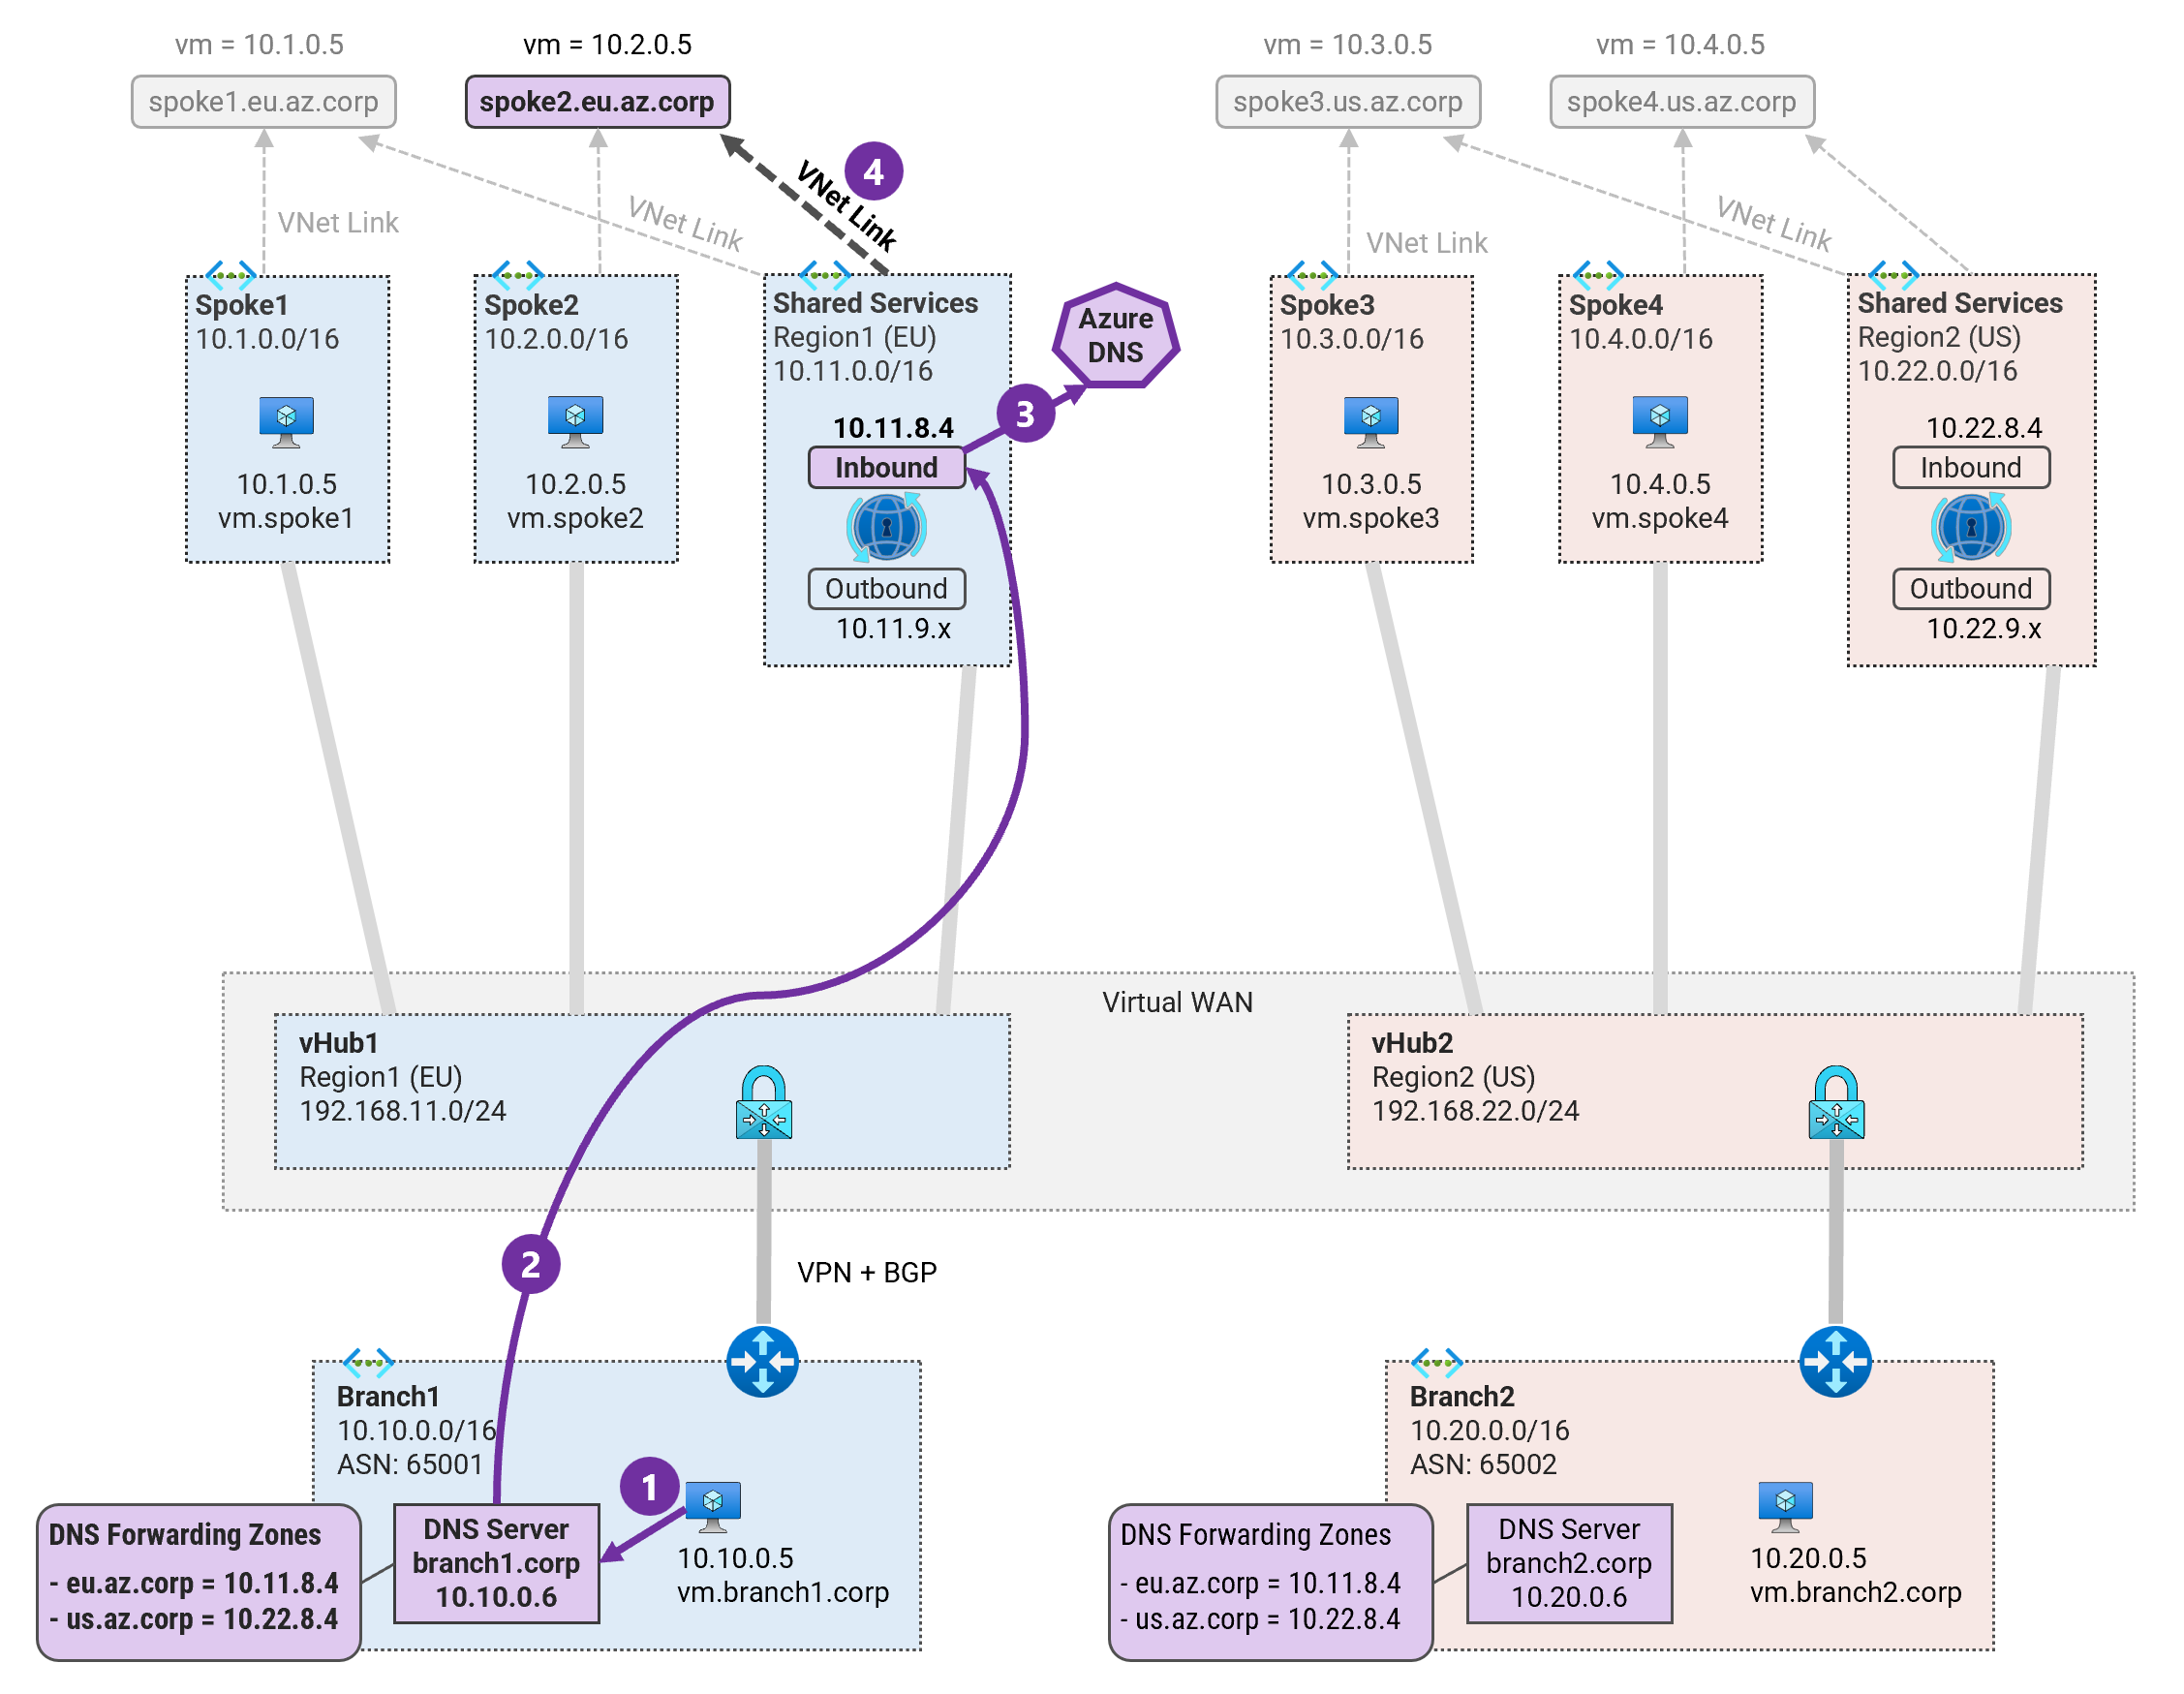 vm = 10.1.0.5
spoke1.eu.az.corp
vm = 10.2.0.5
spoke2.eu.az.corp
vm = 10.3.0.5
spoke3.us.az.corp
vm = 10.4.0.5
spoke4.us.az.corp
VNet Link
VNet Link
VNet Link
4
VNet Link
VNet Link
Spoke1
10.1.0.0/16
10.1.0.5
vm.spoke1
Spoke2
10.2.0.0/16
10.2.0.5
vm.spoke2
Shared Services
Region1 (EU)
10.11.0.0/16
10.11.8.4
Inbound
Outbound
10.11.9.x
3
Azure
DNS
Spoke3
10.3.0.0/16
10.3.0.5
vm.spoke3
Spoke4
10.4.0.0/16
10.4.0.5
vm.spoke4
Shared Services
Region2 (US)
10.22.0.0/16
10.22.8.4
Inbound
Outbound
10.22.9.x
Virtual WAN
vHub1
Region1 (EU)
192.168.11.0/24
vHub2
Region2 (US)
192.168.22.0/24
2
VPN + BGP
Branch1
10.10.0.0/16
ASN: 65001
1
DNS Forwarding Zones
- eu.az.corp = 10.11.8.4
- us.az.corp = 10.22.8.4
DNS Server
branch1.corp
10.10.0.6
10.10.0.5
vm.branch1.corp
Branch2
10.20.0.0/16
ASN: 65002
DNS Forwarding Zones
- eu.az.corp = 10.11.8.4
- us.az.corp = 10.22.8.4
DNS Server
branch2.corp
10.20.0.6
10.20.0.5
vm.branch2.corp